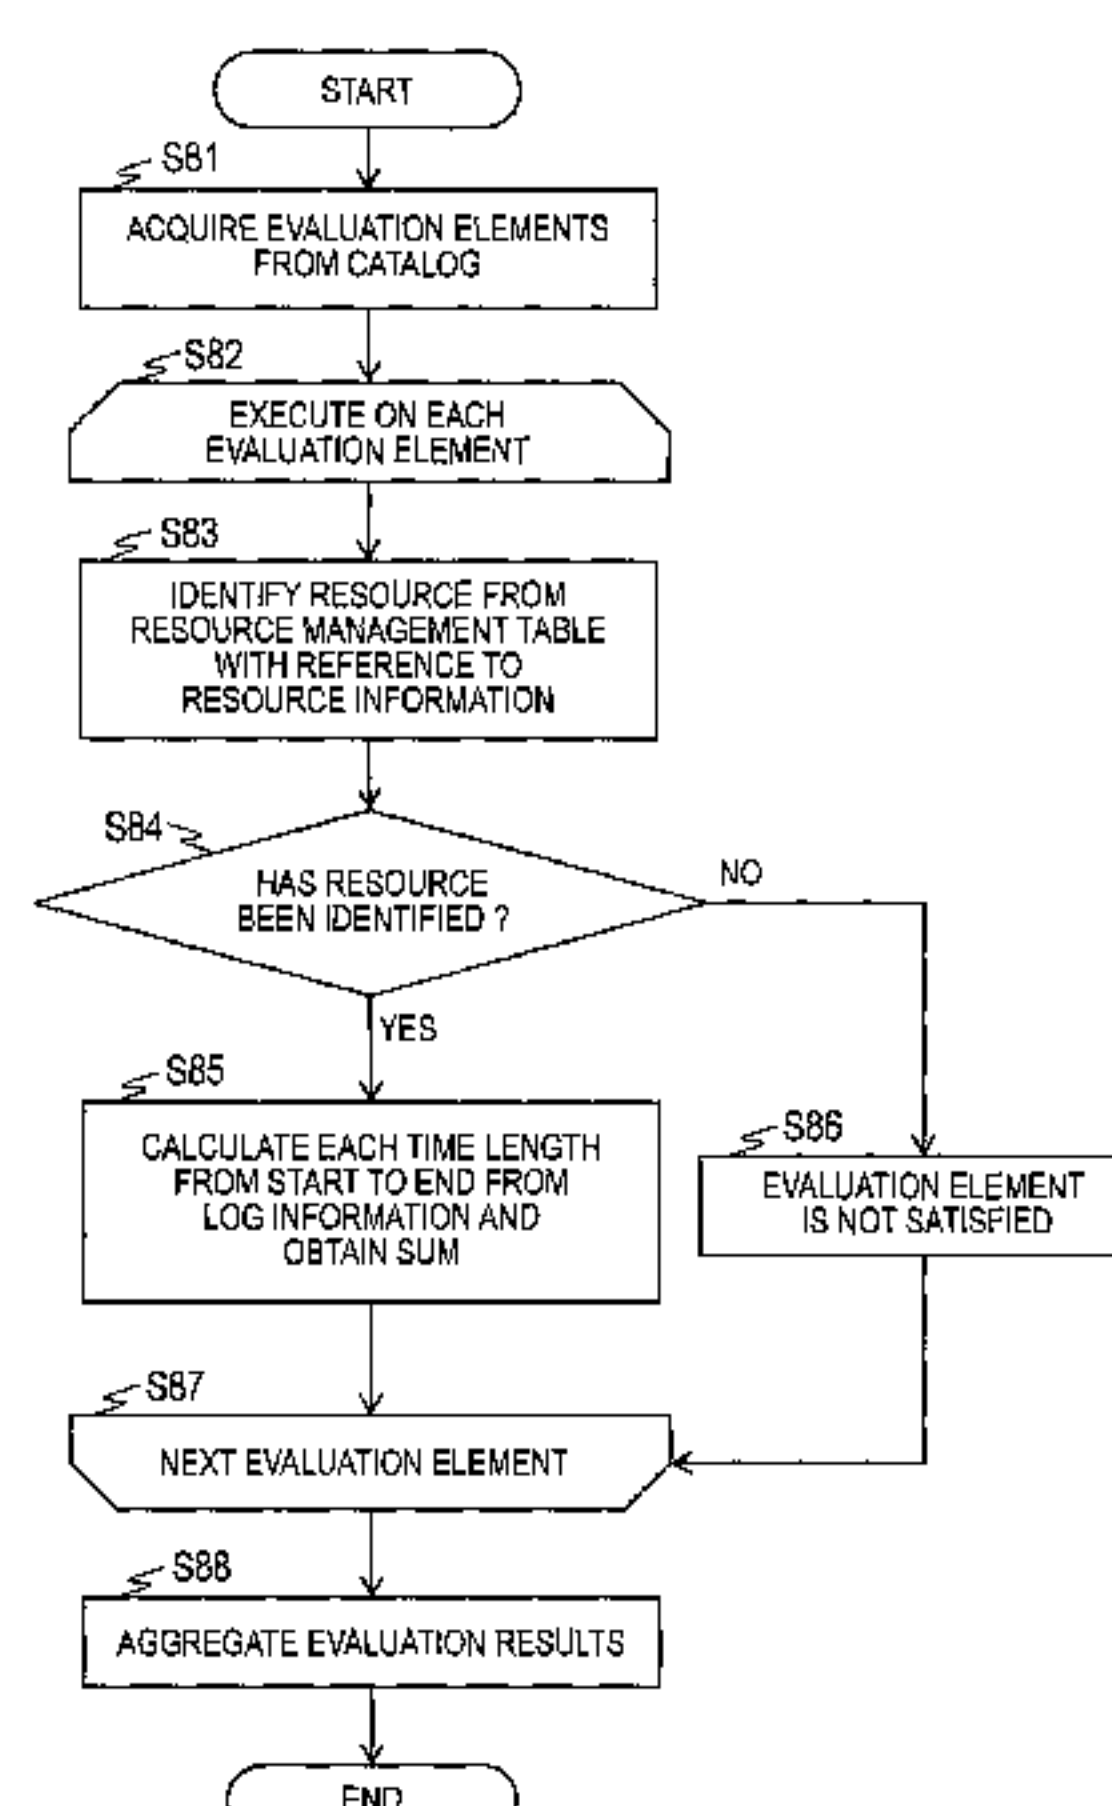 START
S81
ACQUIRE EVALUATION ELEMENTS
FROM CATALOG
S82
EXECUTE ON EACH
EVALUATION ELEMENT
S83
IDENTIFY RESOURCE FROM
RESOURCE MANAGEMENT TABLE
WITH REFERENCE TO
RESOURCE INFORMATION
S84
HAS RESOURCE
BEEN IDENTIFIED ?
NO
YES
S85
CALCULATE EACH TIME LENGTH
FROM START TO END FROM
LOG INFORMATION AND
OBTAIN SUM
S86
EVALUATION ELEMENT
IS NOT SATISFIED
S87
NEXT EVALUATION ELEMENT
S88
AGGREGATE EVALUATION RESULTS
END